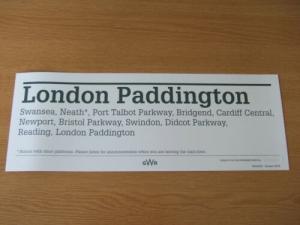 London Paddington
Swansea, Neath*, Port Talbot Parkway, Bridgend, Cardiff Central,
Newport, Bristol Parkway, Swindon, Didcot Parkway,
Reading, London Paddington
GWR